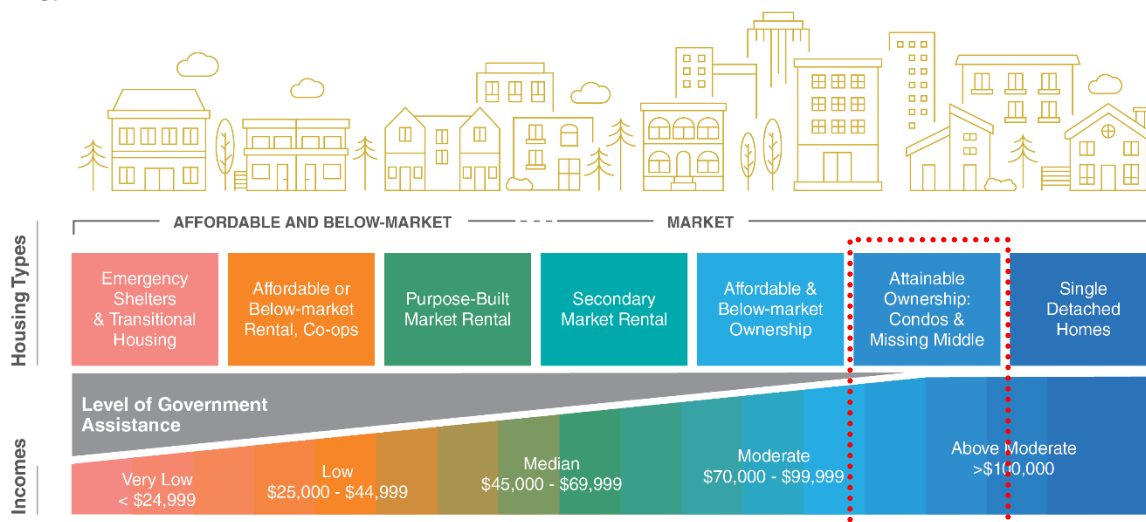 AFFORDABLE AND BELOW-MARKET
MARKET
Housing Types
Emergency
Shelters
& Transitional
Housing
Affordable or
Below-market
Rental, Co-ops
Purpose-Built
Market Rental
Secondary
Market Rental
Affordable &
Below-market
Ownership
Attainable
Ownership:
Condos &
Missing Middle
Single
Detached
Homes
Level of Government
Assistance
Incomes
Very Low
< $24,999
Low
$25,000 - $44,999
Median
$45,000 - $69,999
Moderate
$70,000 - $99,999
Above Moderate
>$100,000